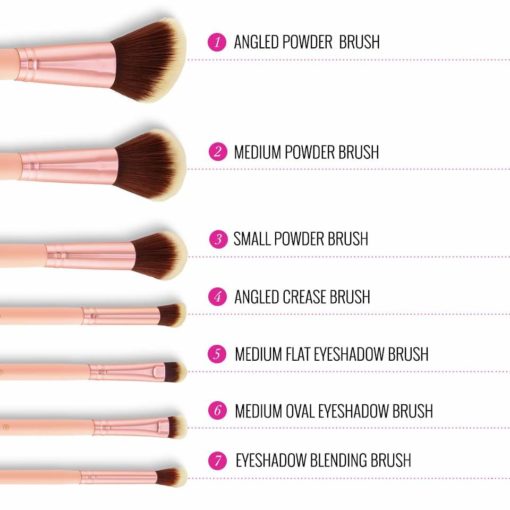 1 ANGLED POWDER BRUSH
2 MEDIUM POWDER BRUSH
3 SMALL POWDER BRUSH
4 ANGLED CREASE BRUSH
5 MEDIUM FLAT EYESHADOW BRUSH
6 MEDIUM OVAL EYESHADOW BRUSH
7 EYESHADOW BLENDING BRUSH